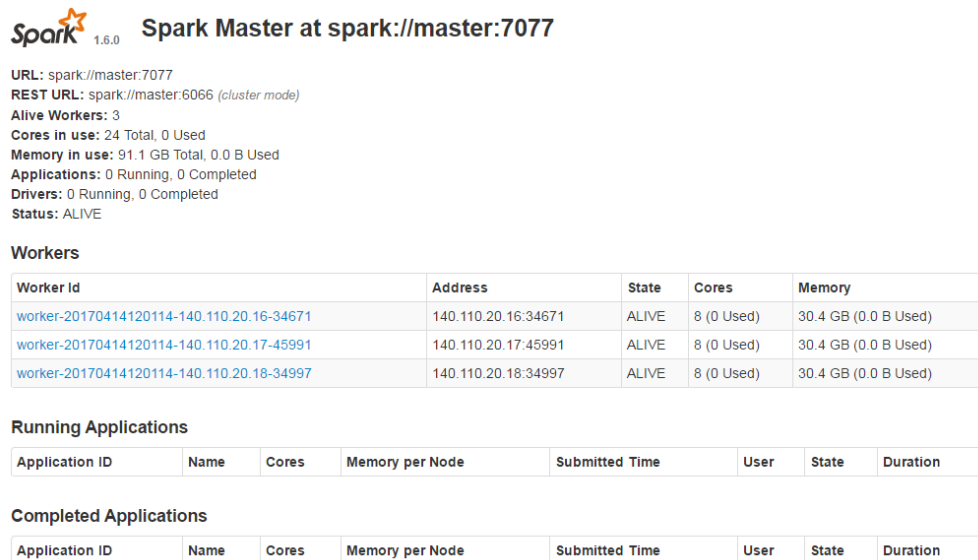 Spark 1.6.0 Spark Master at spark://master:7077
URL: spark://master:7077
REST URL: spark://master:6066 (cluster mode)
Alive Workers: 3
Cores in use: 24 Total, 0 Used
Memory in use: 91.1 GB Total, 0.0 B Used
Applications: 0 Running, 0 Completed
Drivers: 0 Running, 0 Completed
Status: ALIVE
Workers
Worker Id Address State Cores Memory
worker-20170414120114-140.110.20.16-34671 140.110.20.16:34671 ALIVE 8 (0 Used) 30.4 GB (0.0 B Used)
worker-20170414120114-140.110.20.17-45991 140.110.20.17:45991 ALIVE 8 (0 Used) 30.4 GB (0.0 B Used)
worker-20170414120114-140.110.20.18-34997 140.110.20.18:34997 ALIVE 8 (0 Used) 30.4 GB (0.0 B Used)
Running Applications
Application ID Name Cores Memory per Node Submitted Time User State Duration
Completed Applications
Application ID Name Cores Memory per Node Submitted Time User State Duration